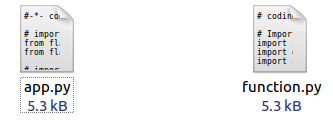 #-*- co
# impor
from fl
from fl
# impor
app.py
5.3 kB
# codin
# Impor
import
import
import
function.py
5.3 kB